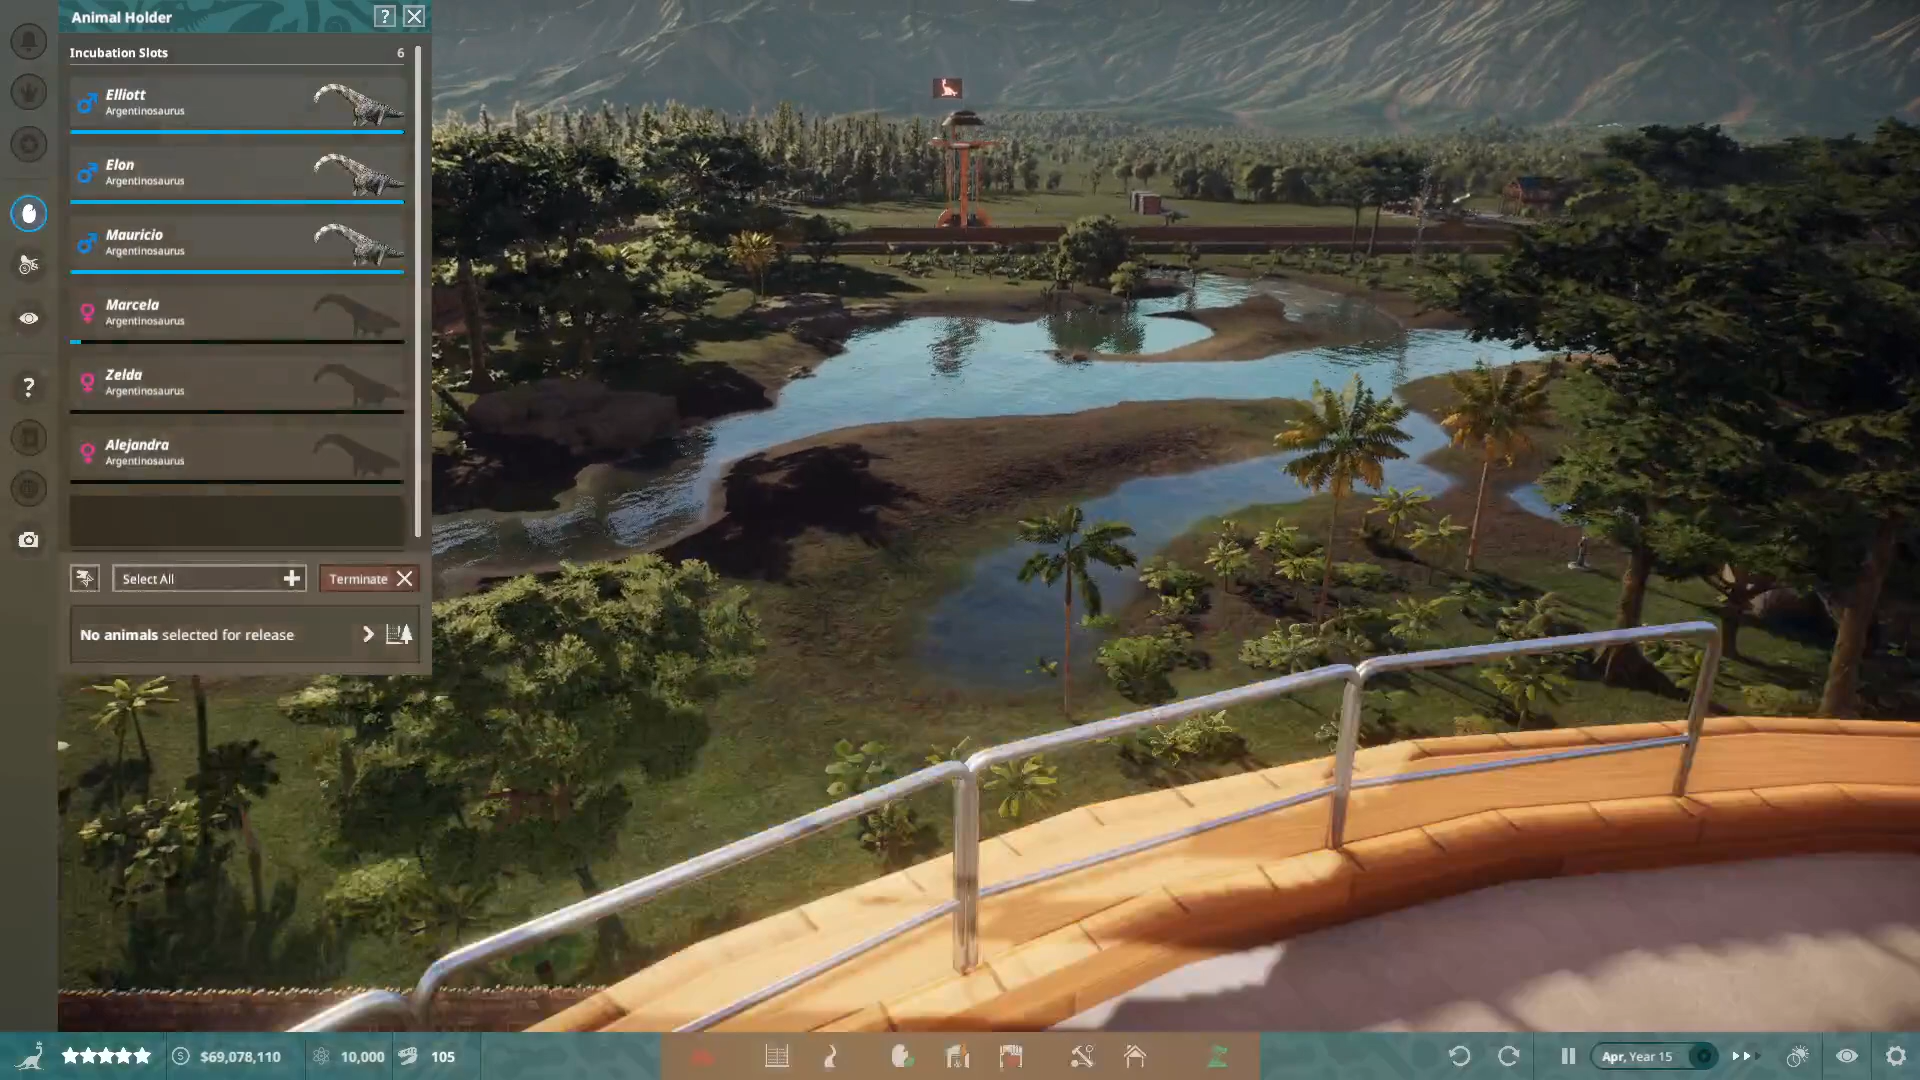 Animal Holder
?
Incubation Slots 6
Elliott
Argentinosaurus
Elon
Argentinosaurus
Mauricio
Argentinosaurus
Marcela
Argentinosaurus
Zelda
Argentinosaurus
Alejandra
Argentinosaurus
?
Select All
Terminate
No animals selected for release
$69,078,110
10,000
105
Apr, Year 15